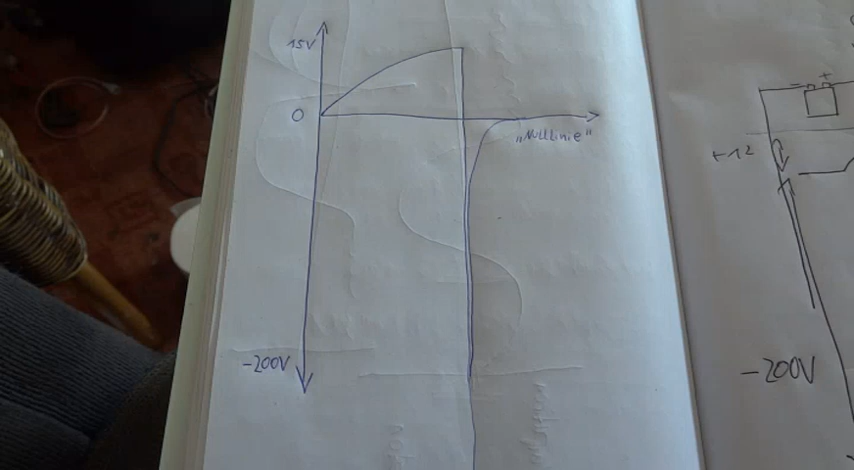 15V
0
„Nulllinie"
-200V
- +
+12
-200V